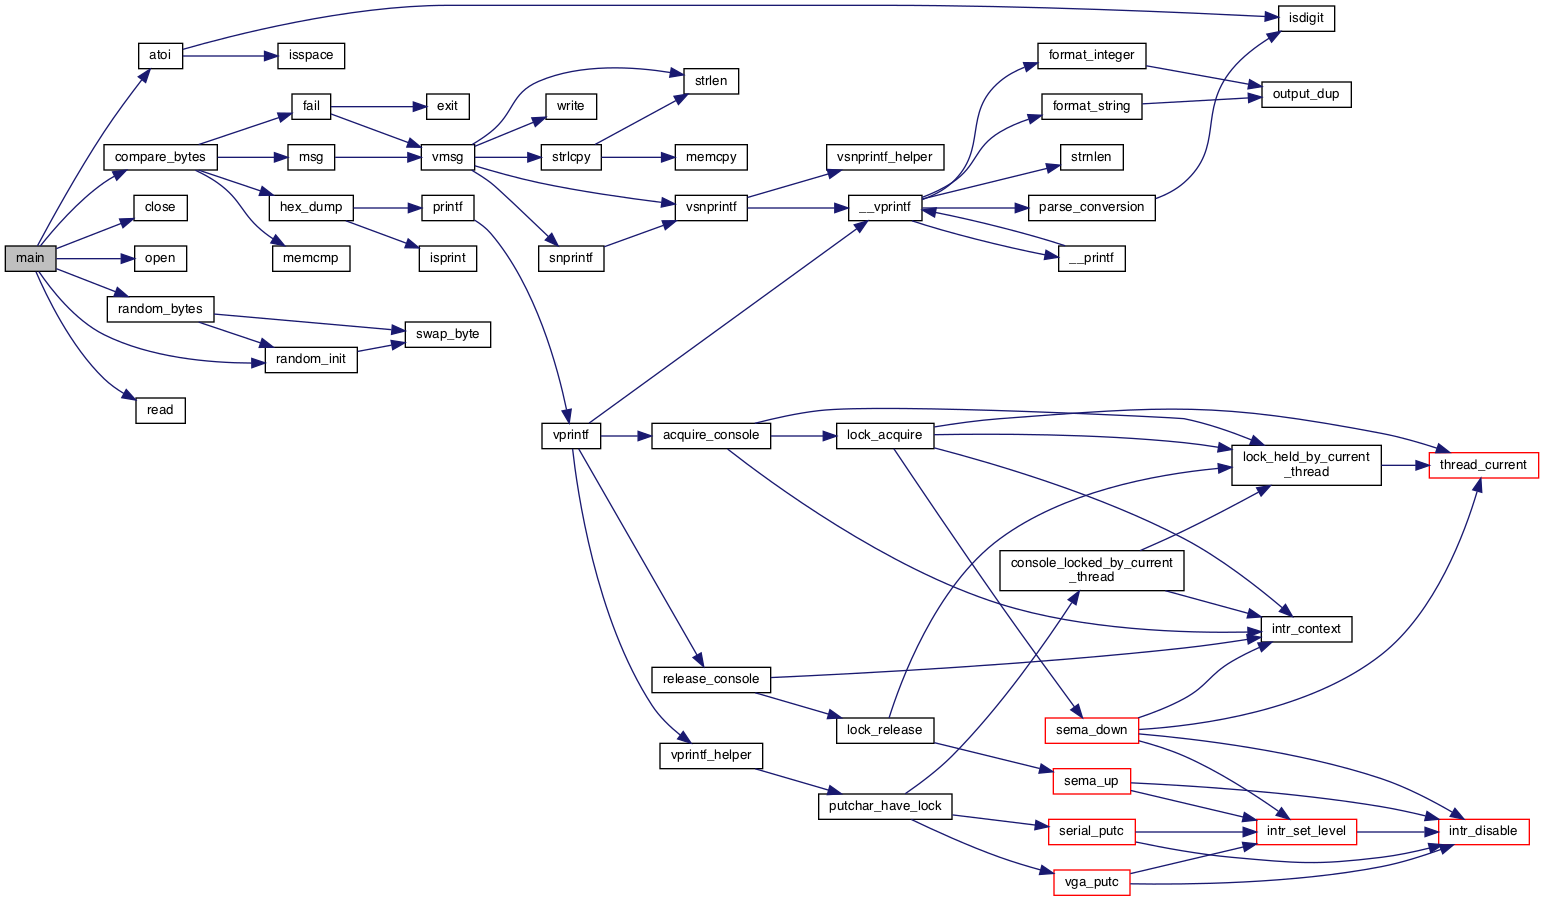 isdigit
atoi
isspace
format_integer
strlen
output_dup
fail
exit
write
format_string
compare_bytes
msg
vmsg
strlcpy
memcpy
vsnprintf_helper
strnlen
close
hex_dump
printf
vsnprintf
__vprintf
parse_conversion
main
open
memcmp
isprint
snprintf
__printf
random_bytes
swap_byte
random_init
read
vprintf
acquire_console
lock_acquire
lock_held_by_current
_thread
thread_current
console_locked_by_current
_thread
intr_context
release_console
lock_release
sema_down
vprintf_helper
sema_up
putchar_have_lock
serial_putc
intr_set_level
intr_disable
vga_putc